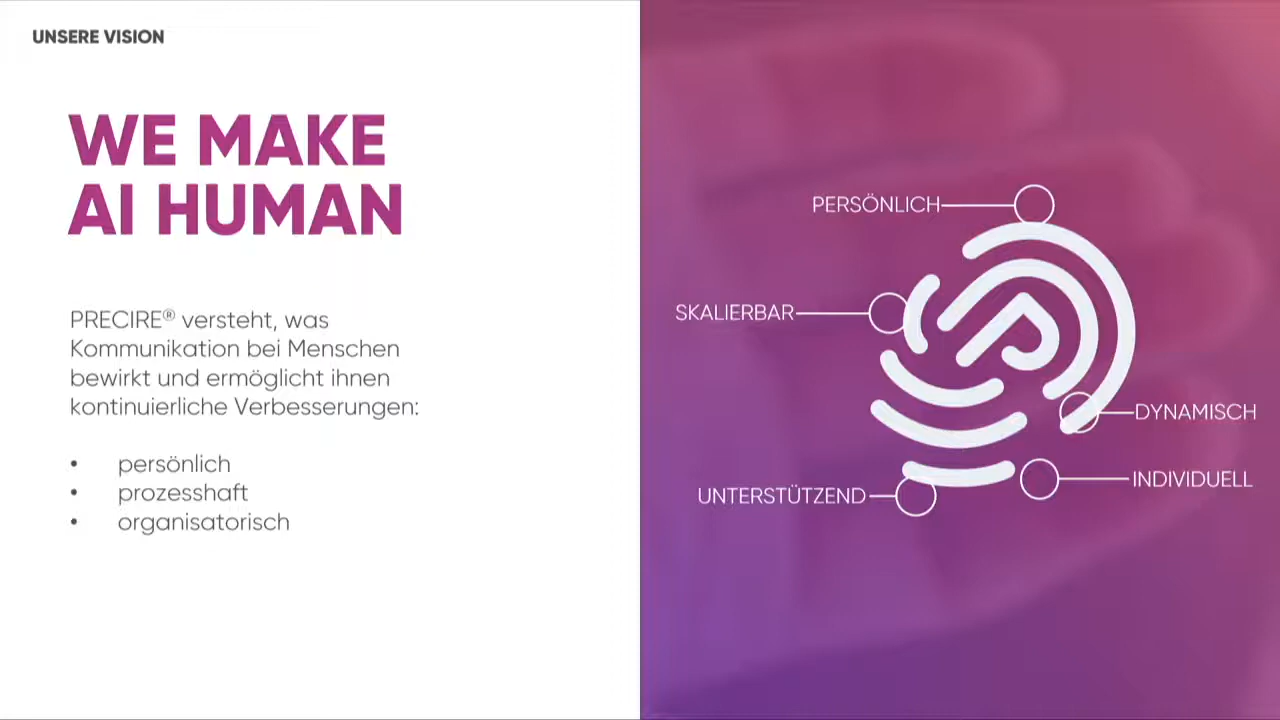 UNSERE VISION
WE MAKE
AI HUMAN
PRECIRE® versteht, was
Kommunikation bei Menschen
bewirkt und ermöglicht ihnen
kontinuierliche Verbesserungen:
• persönlich
• prozesshaft
• organisatorisch
PERSÖNLICH
SKALIERBAR
DYNAMISCH
INDIVIDUELL
UNTERSTÜTZEND